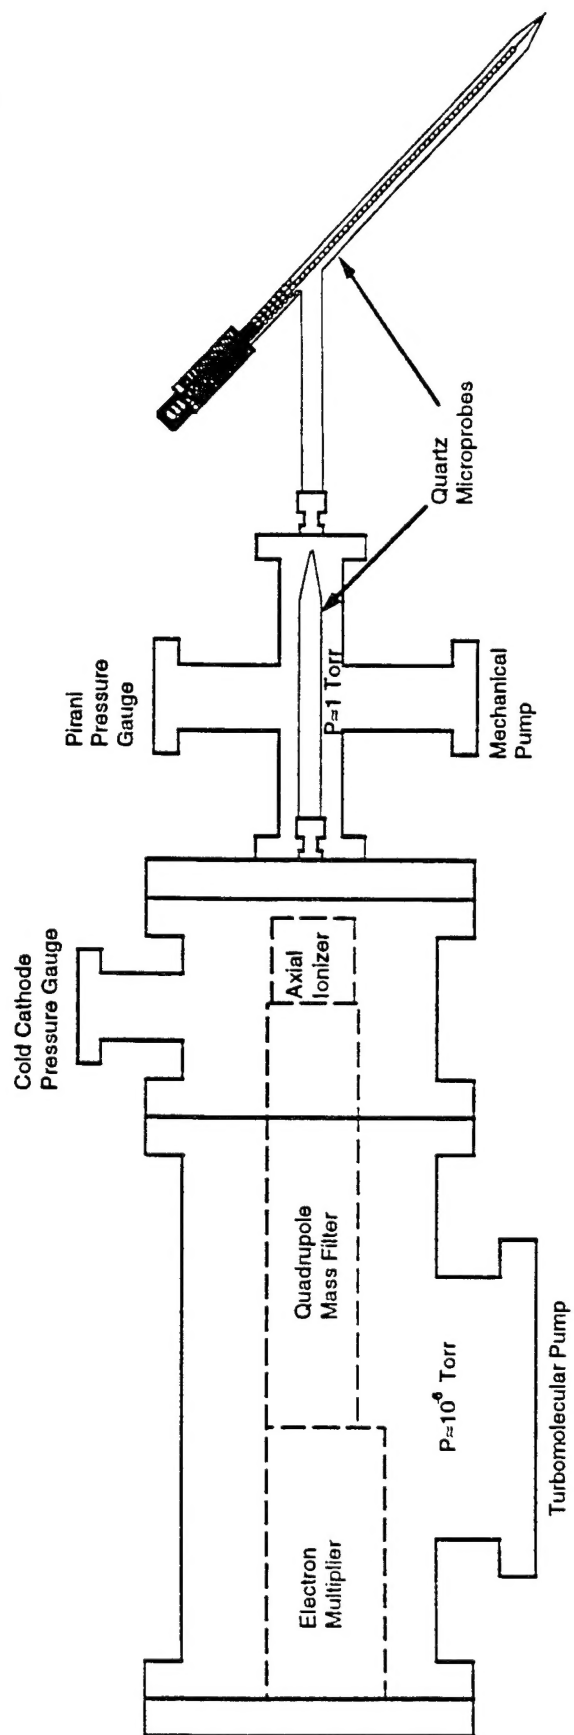 Cold Cathode
Pressure Gauge
Pirani
Pressure
Gauge
Electron
Multiplier
Quadrupole
Mass Filter
Axial
Ionizer
P≈1 Torr
Quartz
Microprobes
P≈10⁻⁶ Torr
Turbomolecular Pump
Mechanical
Pump